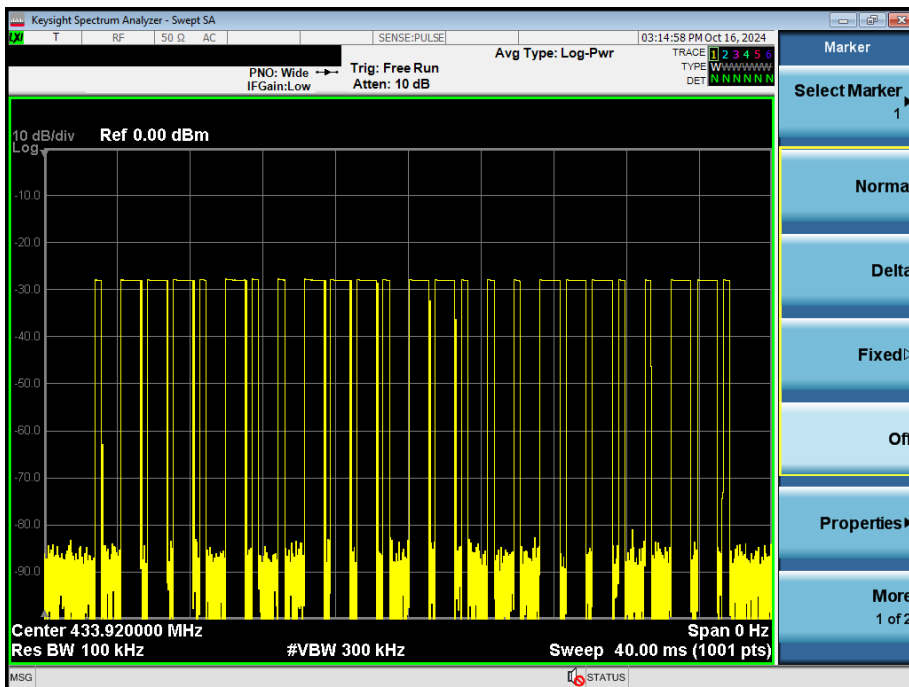 Keysight Spectrum Analyzer - Swept SA
LXI T RF 50 Ω AC SENSE:PULSE 03:14:58 PM Oct 16, 2024
Avg Type: Log-Pwr
TRACE 1 2 3 4 5 6
TYPE WWWWWW
DET N N N N N N
PNO: Wide
IFGain:Low
Trig: Free Run
Atten: 10 dB
10 dB/div Ref 0.00 dBm
Log
-10.0
-20.0
-30.0
-40.0
-50.0
-60.0
-70.0
-80.0
-90.0
Center 433.920000 MHz Span 0 Hz
Res BW 100 kHz #VBW 300 kHz Sweep 40.00 ms (1001 pts)
MSG STATUS
Marker
Select Marker
1
Norma
Delta
Fixed
Off
Properties
More
1 of 2